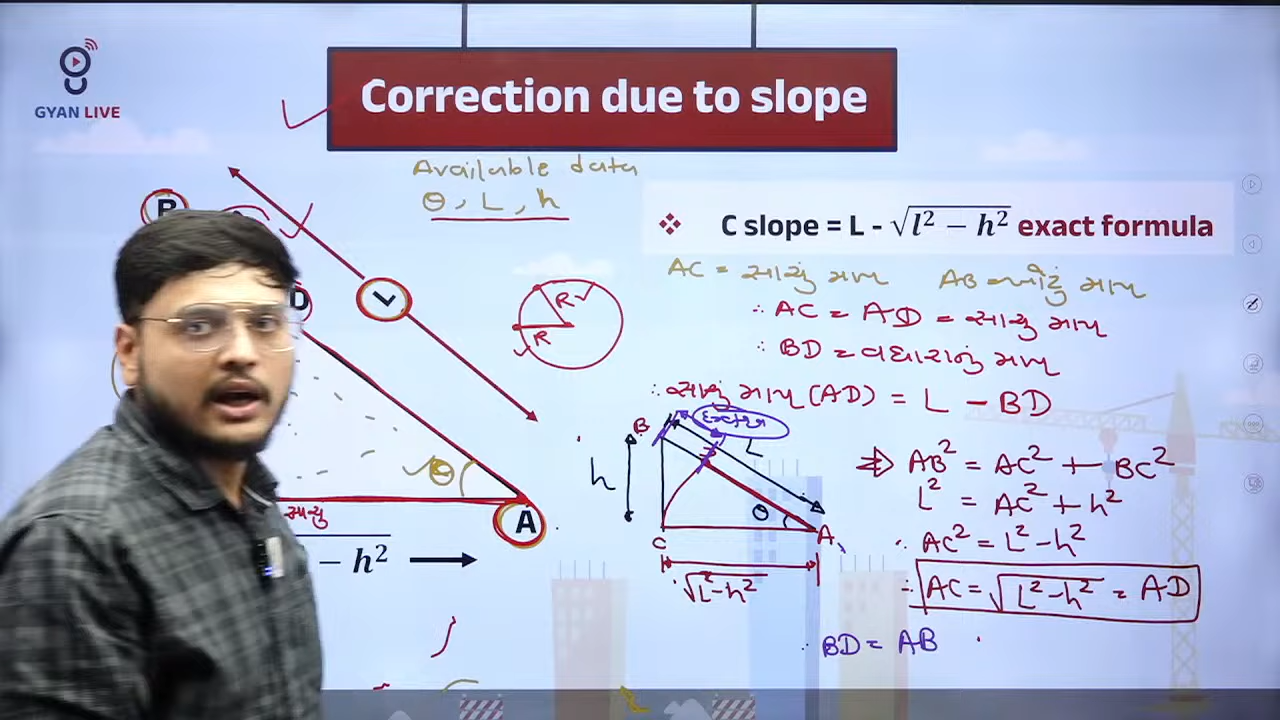 GYAN LIVE
Correction due to slope
Available data
θ, L, h
❖ C slope = L - √l² − h² exact formula
AC = સાચું માપ AB = ખોટું માપ
∴ AC = AD = સાચું માપ
∴ BD = વધારાનું માપ
∴ સાચું માપ (AD) = L - BD
B
L
R
R
B
L
h
θ
C
A
√L²-h²
⇒ AB² = AC² + BC²
L² = AC² + h²
∴ AC² = L²-h²
∴ AC = √L²-h² = AD
∴ BD = AB
D
θ
A
− h²